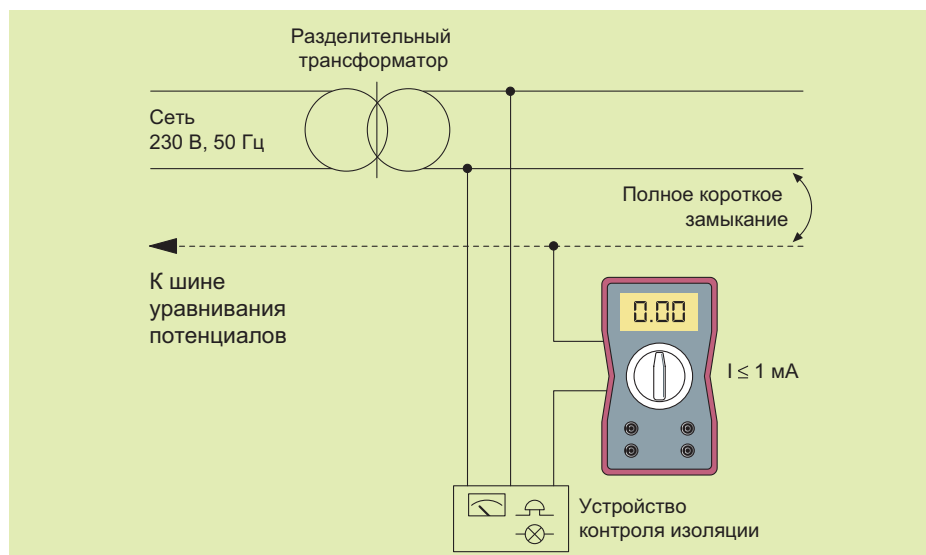 Разделительный
трансформатор
Сеть
230 В, 50 Гц
Полное короткое
замыкание
К шине
уравнивания
потенциалов
0.00
I ≤ 1 мА
Устройство
контроля изоляции